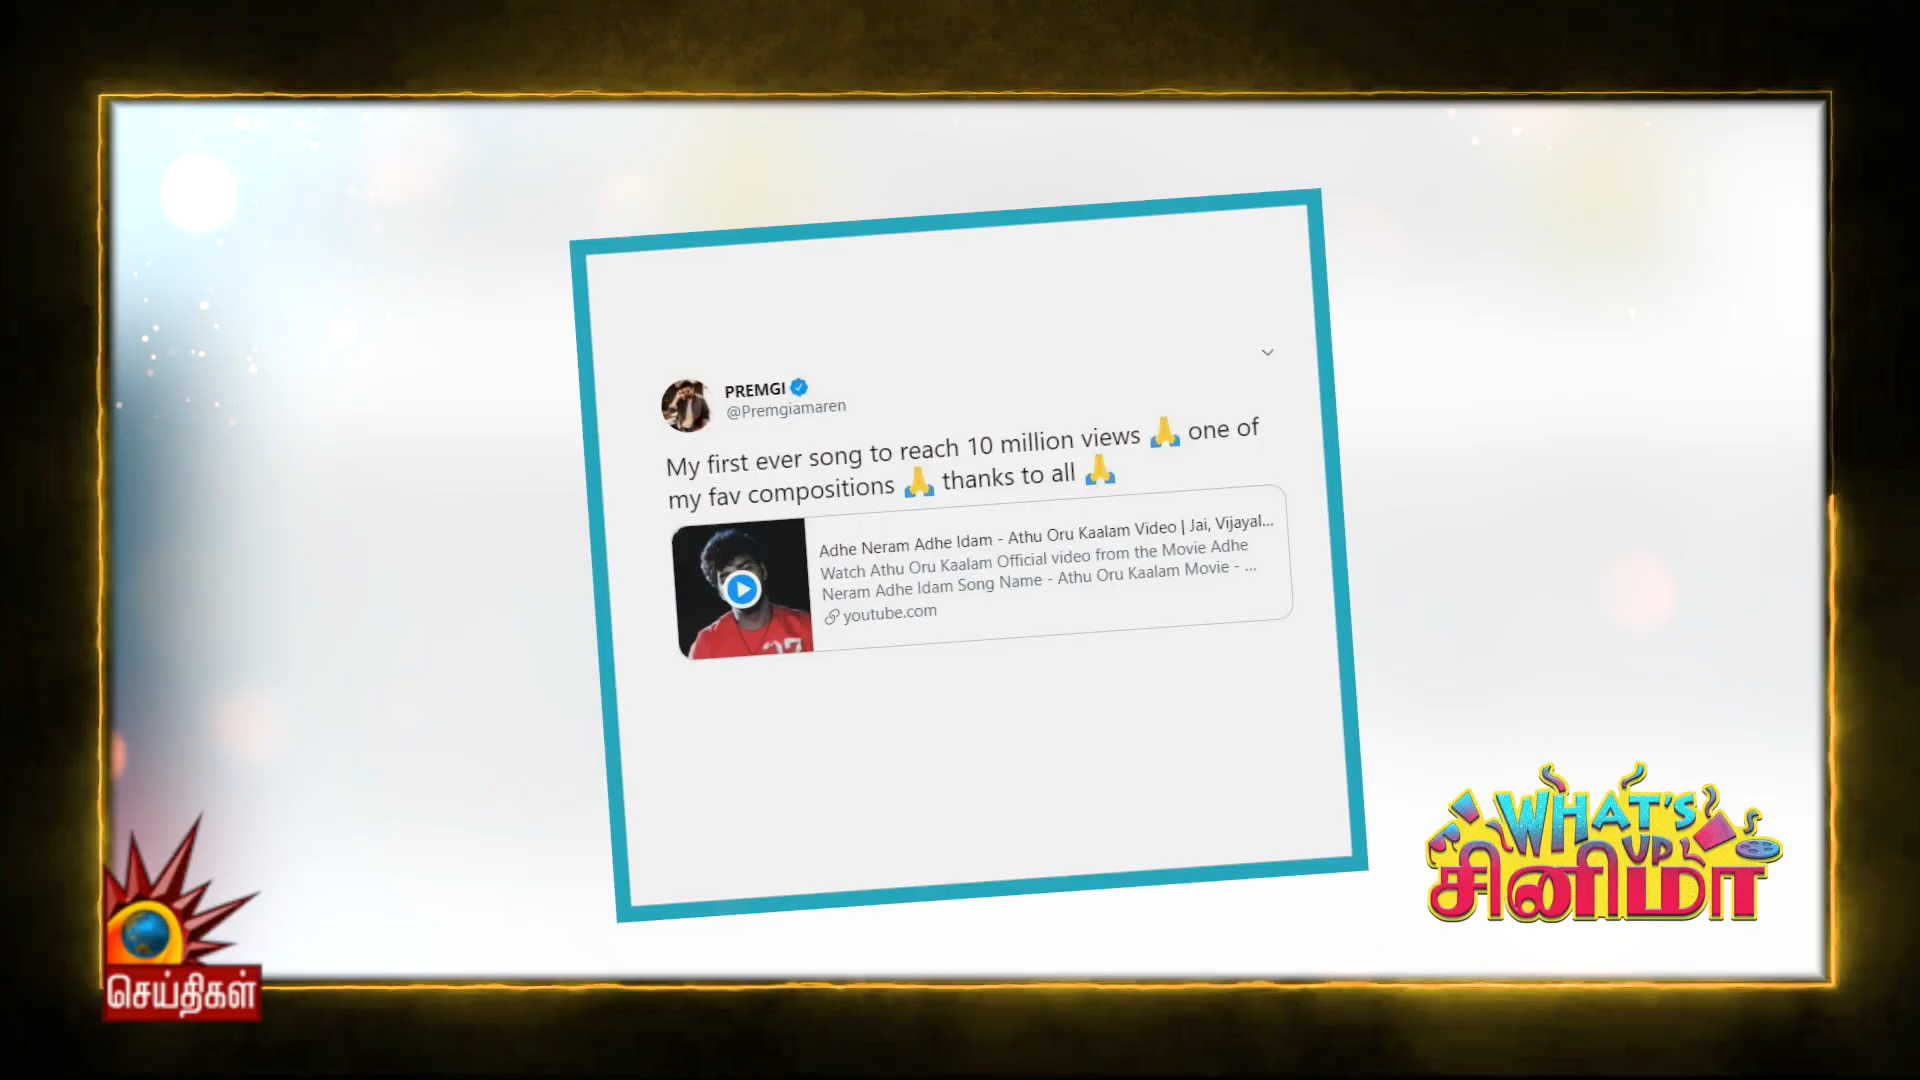 PREMGI
@Premgiamaren
My first ever song to reach 10 million views 🙏 one of
my fav compositions 🙏 thanks to all 🙏
Adhe Neram Adhe Idam - Athu Oru Kaalam Video | Jai, Vijayal...
Watch Athu Oru Kaalam Official video from the Movie Adhe
Neram Adhe Idam Song Name - Athu Oru Kaalam Movie - ...
youtube.com
WHAT'S
UP
சினிமா
செய்திகள்